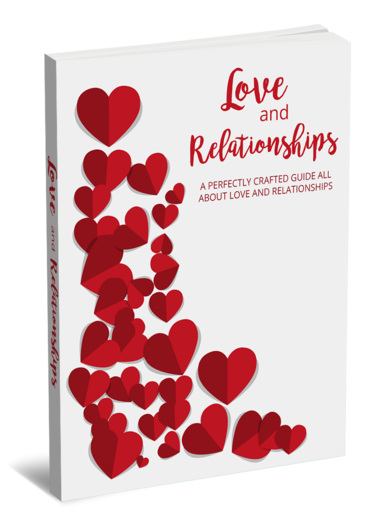 Love
and
Relationships
A PERFECTLY CRAFTED GUIDE ALL
ABOUT LOVE AND RELATIONSHIPS
Love and Relationships